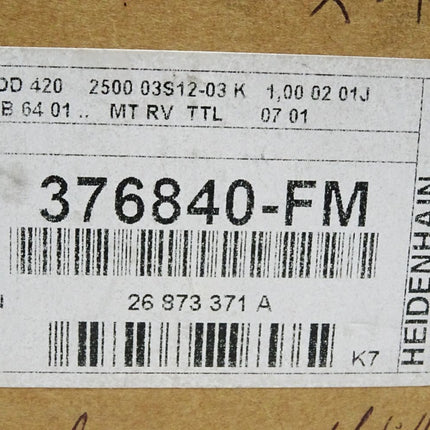 OD 420 2500 03S12-03 K 1,00 02 01J
B 64 01 .. MT RV TTL 07 01
376840-FM
26 873 371 A
K7
HEIDENHAIN